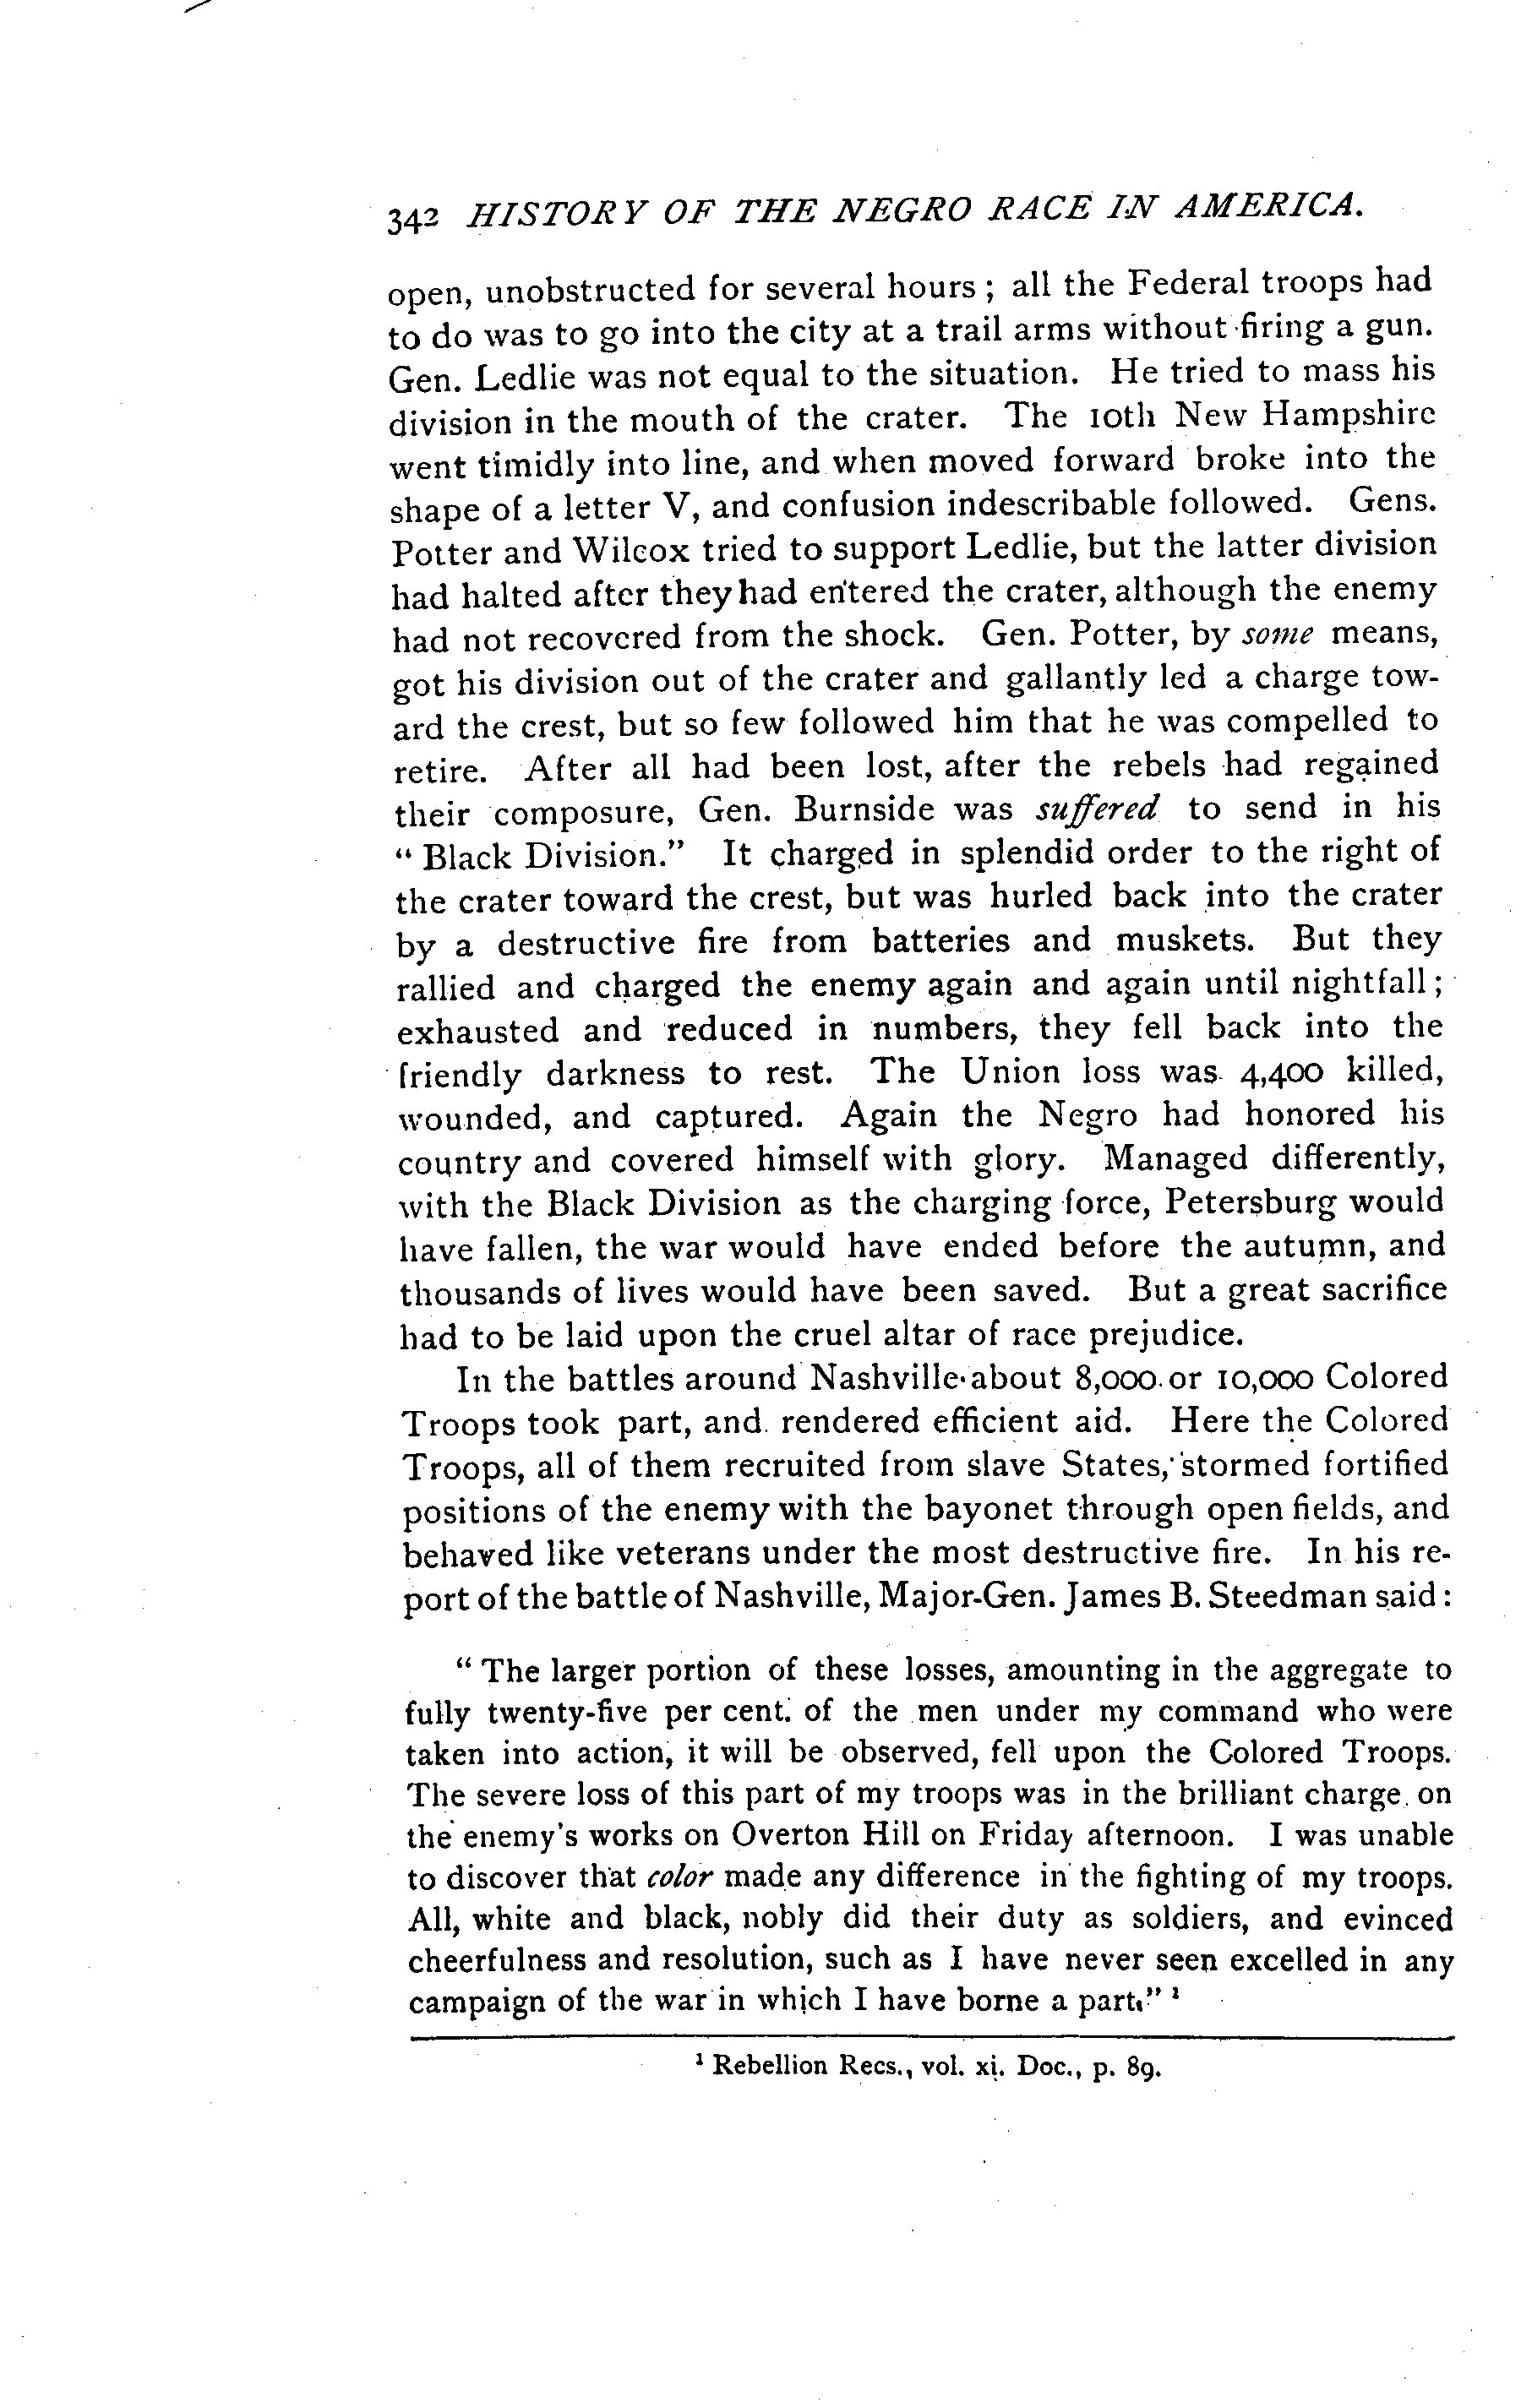 342 HISTORY OF THE NEGRO RACE IN AMERICA.
open, unobstructed for several hours ; all the Federal troops had
to do was to go into the city at a trail arms without firing a gun.
Gen. Ledlie was not equal to the situation. He tried to mass his
division in the mouth of the crater. The 10th New Hampshire
went timidly into line, and when moved forward broke into the
shape of a letter V, and confusion indescribable followed. Gens.
Potter and Wilcox tried to support Ledlie, but the latter division
had halted after they had entered the crater, although the enemy
had not recovered from the shock. Gen. Potter, by some means,
got his division out of the crater and gallantly led a charge tow-
ard the crest, but so few followed him that he was compelled to
retire. After all had been lost, after the rebels had regained
their composure, Gen. Burnside was suffered to send in his
“ Black Division.” It charged in splendid order to the right of
the crater toward the crest, but was hurled back into the crater
by a destructive fire from batteries and muskets. But they
rallied and charged the enemy again and again until nightfall ;
exhausted and reduced in numbers, they fell back into the
friendly darkness to rest. The Union loss was 4,400 killed,
wounded, and captured. Again the Negro had honored his
country and covered himself with glory. Managed differently,
with the Black Division as the charging force, Petersburg would
have fallen, the war would have ended before the autumn, and
thousands of lives would have been saved. But a great sacrifice
had to be laid upon the cruel altar of race prejudice.
In the battles around Nashville about 8,000 or 10,000 Colored
Troops took part, and rendered efficient aid. Here the Colored
Troops, all of them recruited from slave States, stormed fortified
positions of the enemy with the bayonet through open fields, and
behaved like veterans under the most destructive fire. In his re-
port of the battle of Nashville, Major-Gen. James B. Steedman said :
“ The larger portion of these losses, amounting in the aggregate to
fully twenty-five per cent. of the men under my command who were
taken into action, it will be observed, fell upon the Colored Troops.
The severe loss of this part of my troops was in the brilliant charge on
the enemy's works on Overton Hill on Friday afternoon. I was unable
to discover that color made any difference in the fighting of my troops.
All, white and black, nobly did their duty as soldiers, and evinced
cheerfulness and resolution, such as I have never seen excelled in any
campaign of the war in which I have borne a part.” ¹
¹ Rebellion Recs., vol. xi. Doc., p. 89.